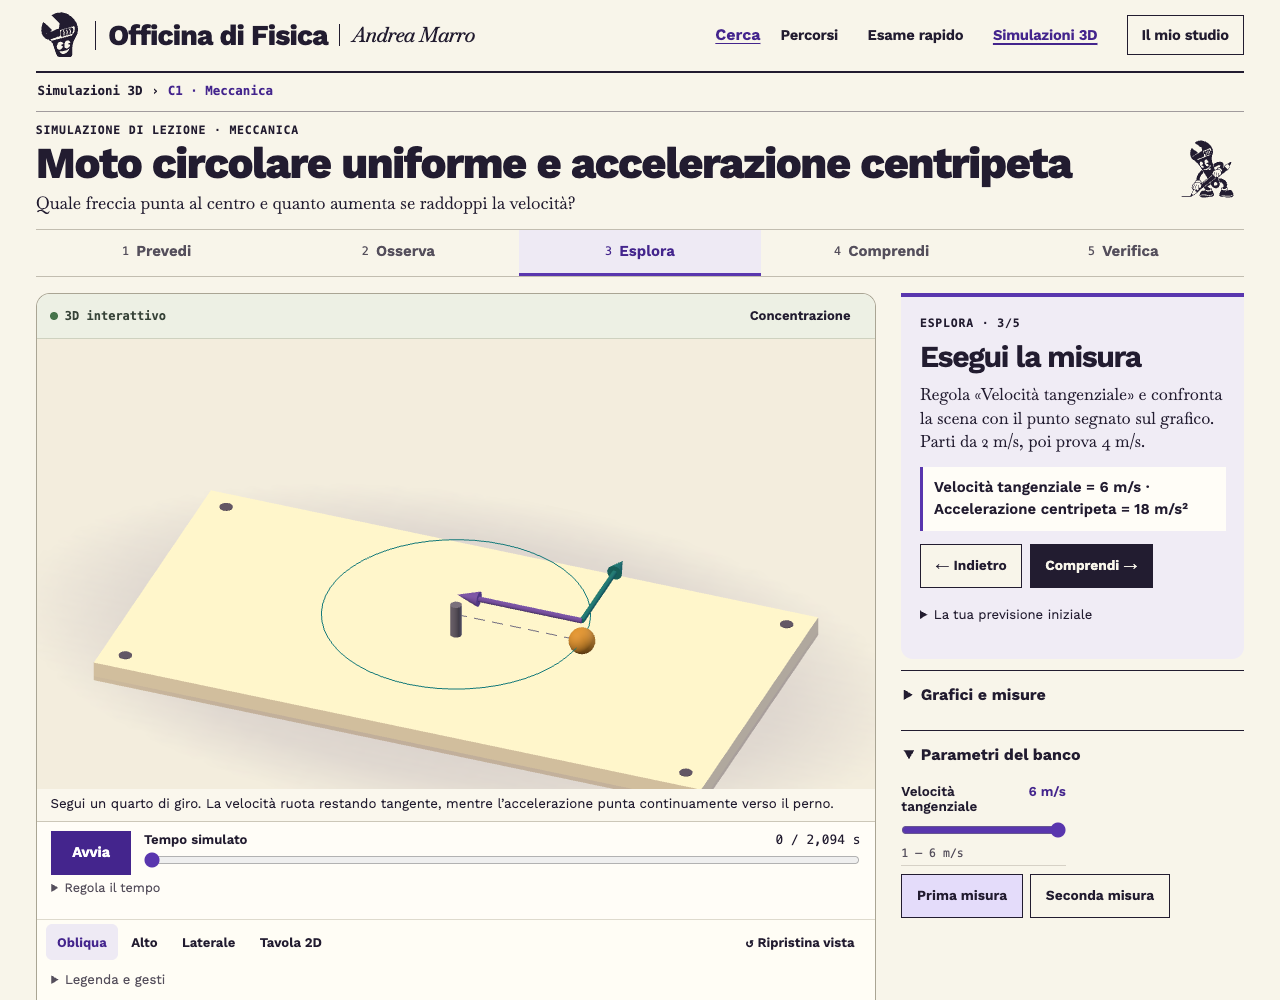 Officina di Fisica
Andrea Marro
Cerca
Percorsi
Esame rapido
Simulazioni 3D
Il mio studio
Simulazioni 3D › C1 · Meccanica
SIMULAZIONE DI LEZIONE · MECCANICA
Moto circolare uniforme e accelerazione centripeta
Quale freccia punta al centro e quanto aumenta se raddoppi la velocità?
1 Prevedi
2 Osserva
3 Esplora
4 Comprendi
5 Verifica
3D interattivo
Concentrazione
Segui un quarto di giro. La velocità ruota restando tangente, mentre l’accelerazione punta continuamente verso il perno.
Avvia
Tempo simulato
0 / 2,094 s
▶ Regola il tempo
Obliqua
Alto
Laterale
Tavola 2D
↺ Ripristina vista
▶ Legenda e gesti
ESPLORA · 3/5
Esegui la misura
Regola «Velocità tangenziale» e confronta
la scena con il punto segnato sul grafico.
Parti da 2 m/s, poi prova 4 m/s.
Velocità tangenziale = 6 m/s ·
Accelerazione centripeta = 18 m/s²
← Indietro
Comprendi →
▶ La tua previsione iniziale
▶ Grafici e misure
▼ Parametri del banco
Velocità
tangenziale
6 m/s
1 – 6 m/s
Prima misura
Seconda misura